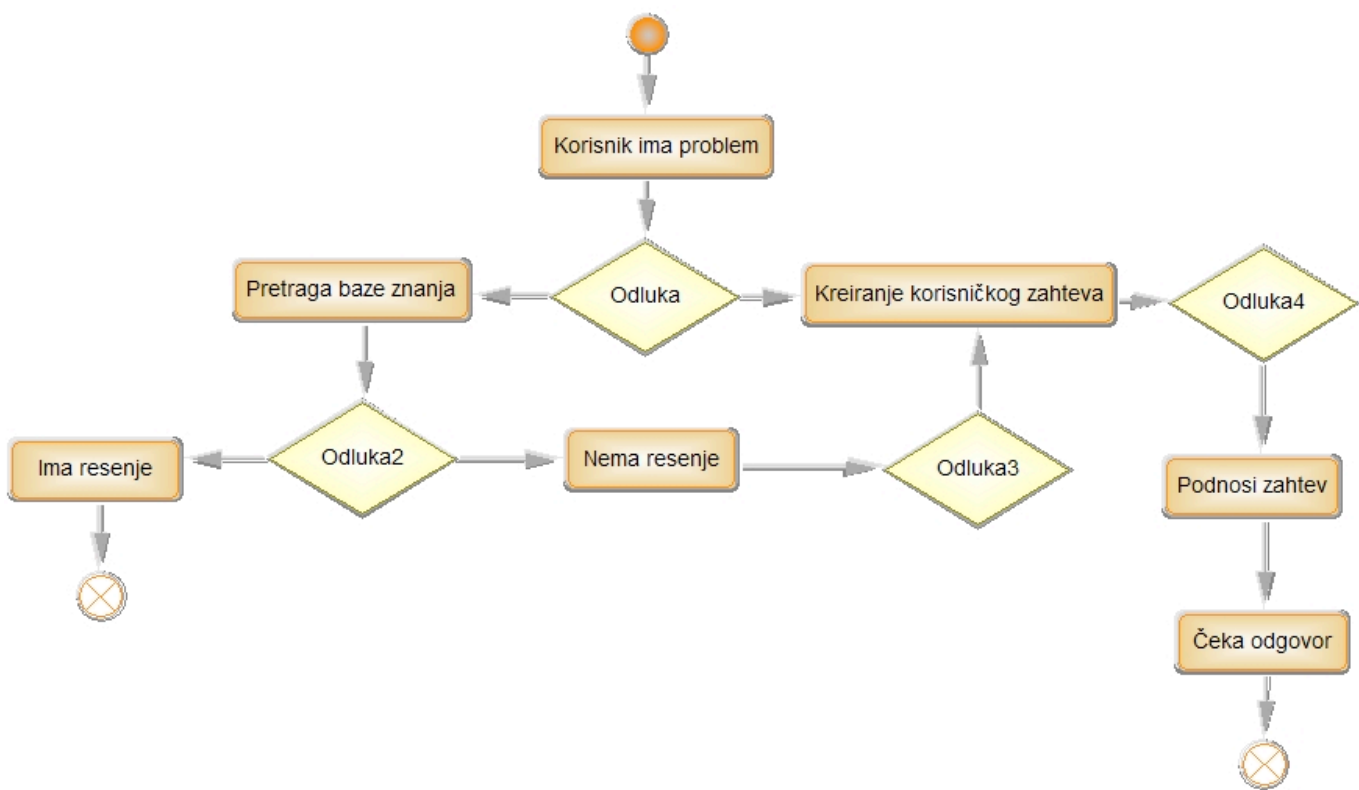 Korisnik ima problem
Pretraga baze znanja
Odluka
Kreiranje korisničkog zahteva
Odluka4
Ima resenje
Odluka2
Nema resenje
Odluka3
Podnosi zahtev
Čeka odgovor